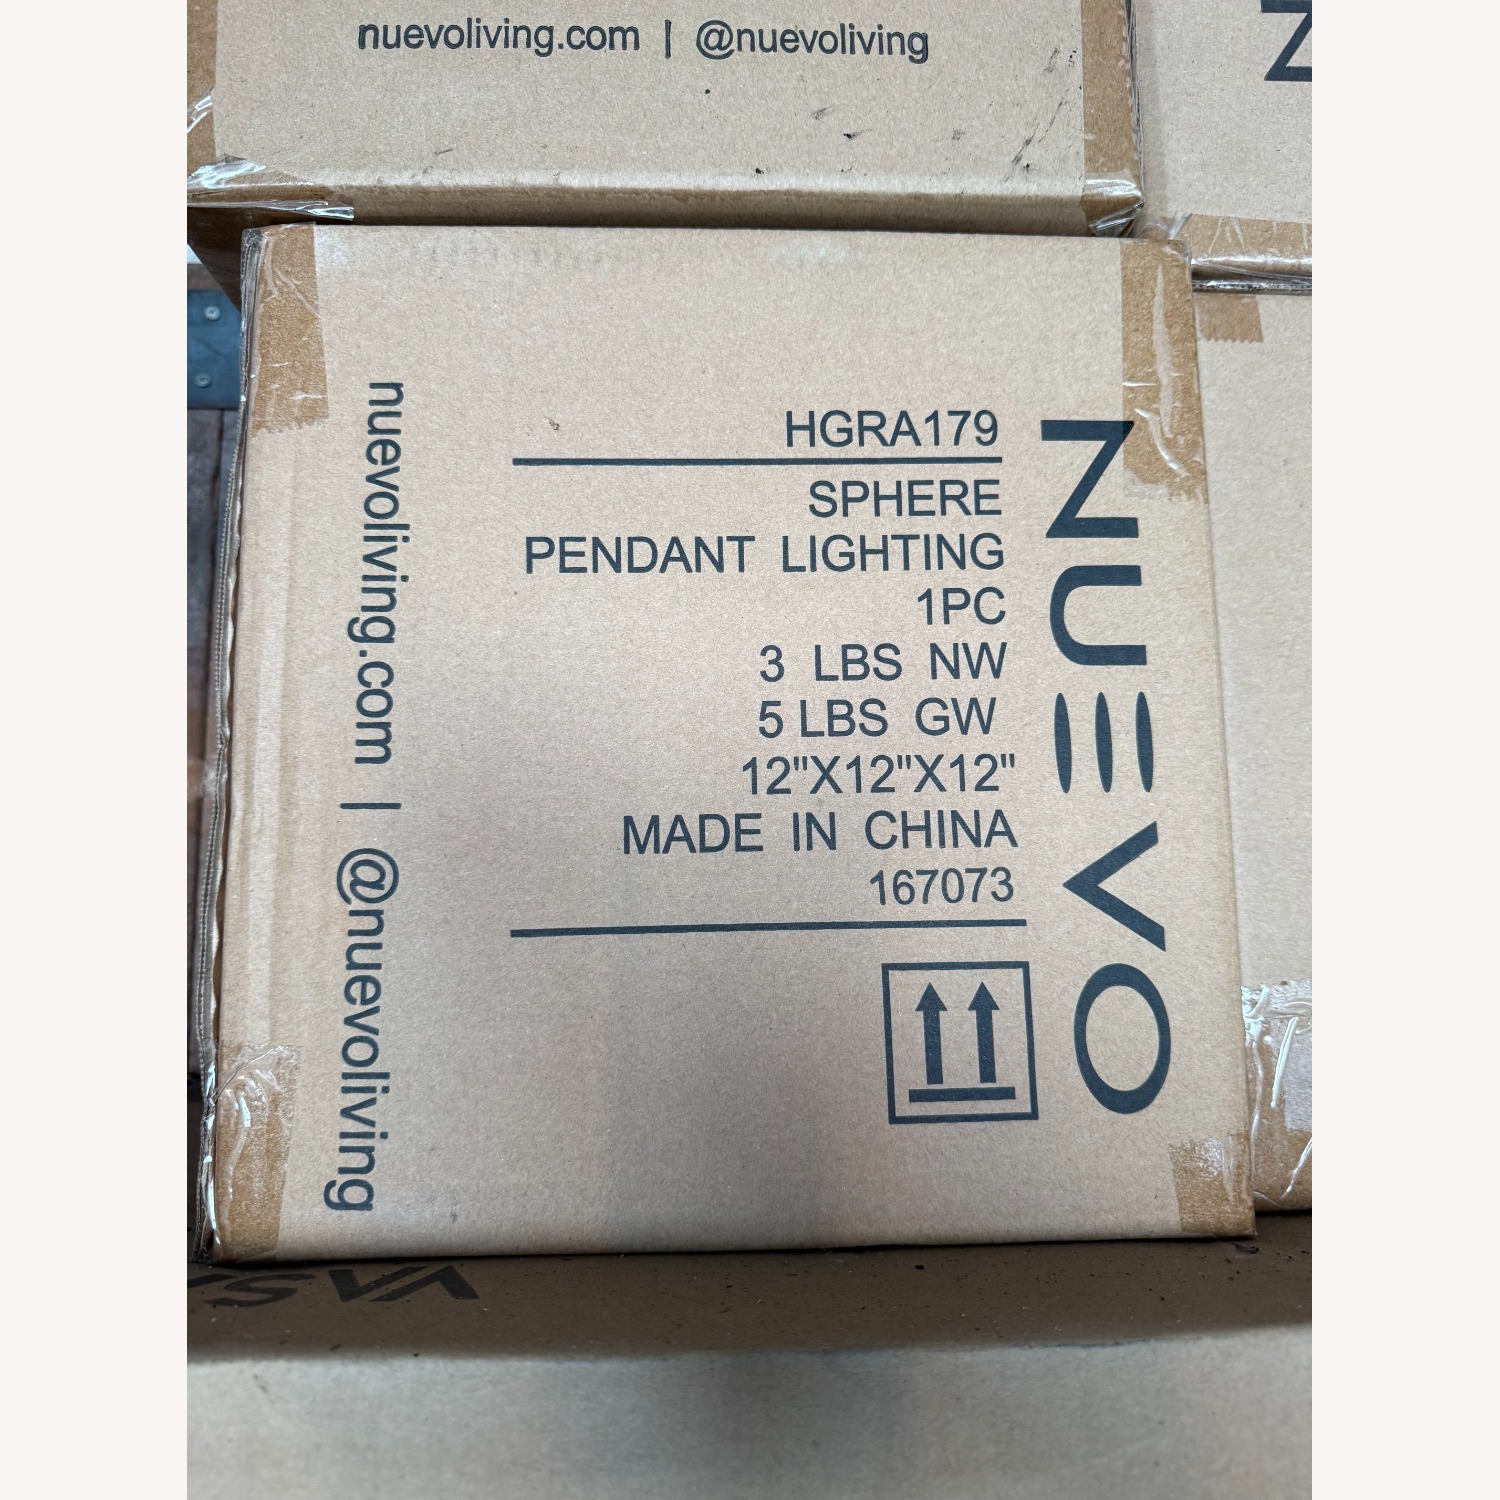 nuevoliving.com | @nuevoliving
HGRA179
SPHERE
PENDANT LIGHTING
1PC
3 LBS NW
5 LBS GW
12"X12"X12"
MADE IN CHINA
167073
NUEVO
nuevoliving.com | @nuevoliving